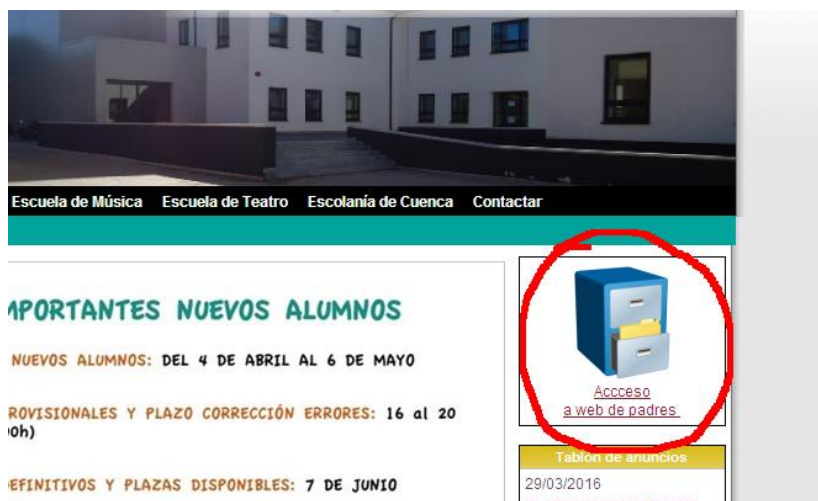 Escuela de Música Escuela de Teatro Escolanía de Cuenca Contactar
MPORTANTES NUEVOS ALUMNOS
NUEVOS ALUMNOS: DEL 4 DE ABRIL AL 6 DE MAYO
ROVISIONALES Y PLAZO CORRECCIÓN ERRORES: 16 al 20
00h)
EFINITIVOS Y PLAZAS DISPONIBLES: 7 DE JUNIO
Accceso
a web de padres
Tablón de anuncios
29/03/2016